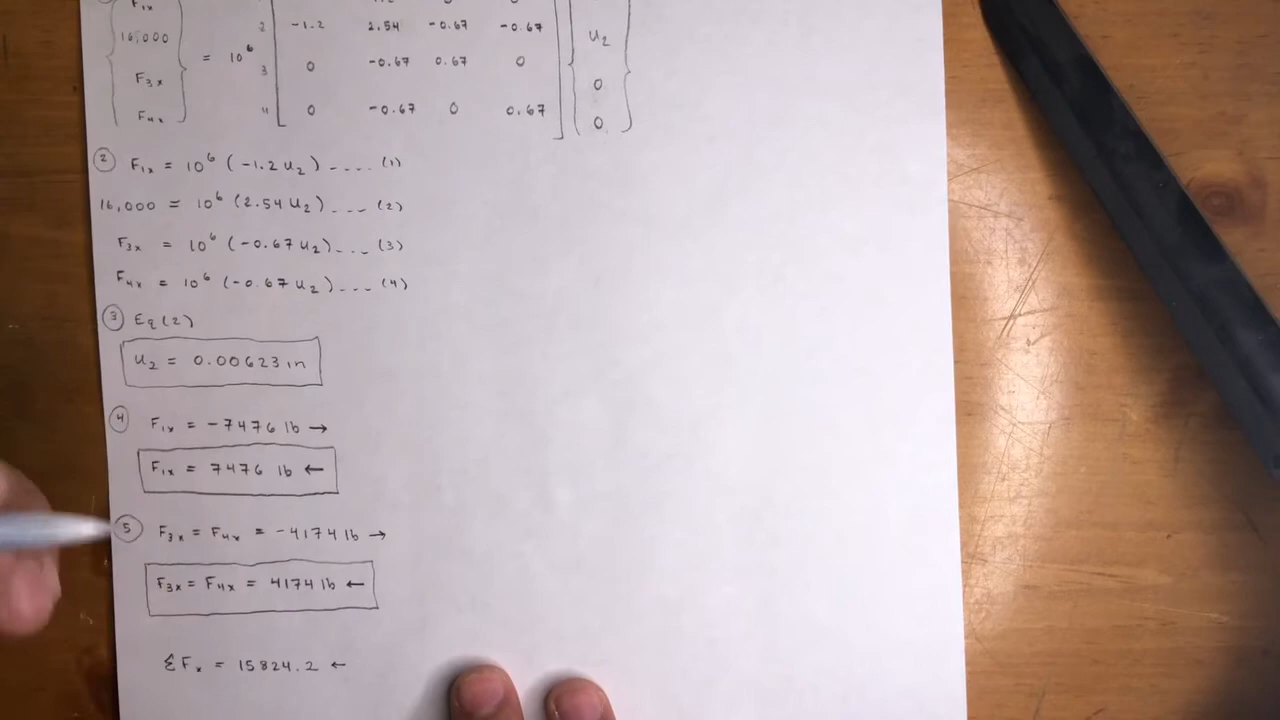 F1x
2 -1.2 2.54 -0.67 -0.67
16,000 = 10^6 u2
3 0 -0.67 0.67 0
F3x 0
4 0 -0.67 0 0.67
F4x 0
② F1x = 10^6 (-1.2 u2) ---- (1)
16,000 = 10^6 (2.54 u2) --- (2)
F3x = 10^6 (-0.67 u2) --- (3)
F4x = 10^6 (-0.67 u2) --- (4)
③ Eq (2)
u2 = 0.00623 in
④ F1x = -7476 lb →
F1x = 7476 lb ←
⑤ F3x = F4x = -4174 lb →
F3x = F4x = 4174 lb ←
ΣFx = 15824.2 ←